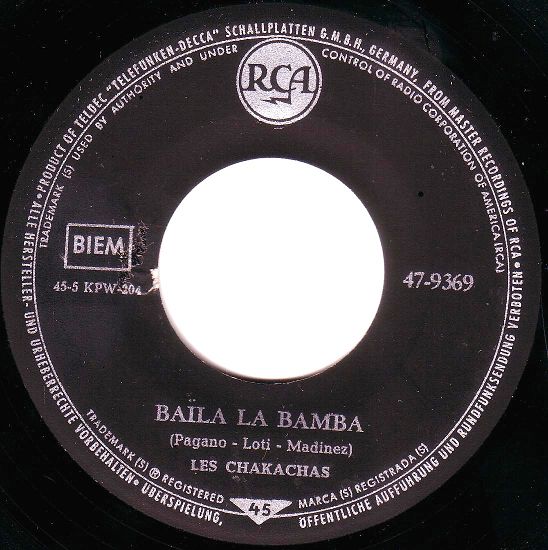 • PRODUCT OF TELDEC "TELEFUNKEN-DECCA" SCHALLPLATTEN G.M.B.H., GERMANY, FROM MASTER RECORDINGS OF RCA •
TRADEMARK (S) USED BY AUTHORITY AND UNDER CONTROL OF RADIO CORPORATION OF AMERICA (RCA)
RCA
BIEM
45-5 KPW-204
47-9369
BAILA LA BAMBA
(Pagano - Loti - Madinez)
LES CHAKACHAS
TRADEMARK (S) ® REGISTERED
MARCA (S) REGISTRADA (S)
45
• ALLE HERSTELLER- UND URHEBERRECHTE VORBEHALTEN • ÜBERSPIELUNG, ÖFFENTLICHE AUFFÜHRUNG UND RUNDFUNKSENDUNG VERBOTEN